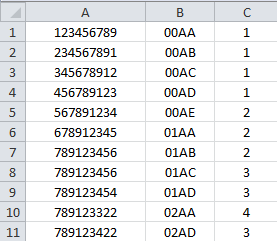 A B C
1 123456789 00AA 1
2 234567891 00AB 1
3 345678912 00AC 1
4 456789123 00AD 1
5 567891234 00AE 2
6 678912345 01AA 2
7 789123456 01AB 2
8 789123456 01AC 3
9 789123454 01AD 3
10 789123322 02AA 4
11 789123422 02AD 3